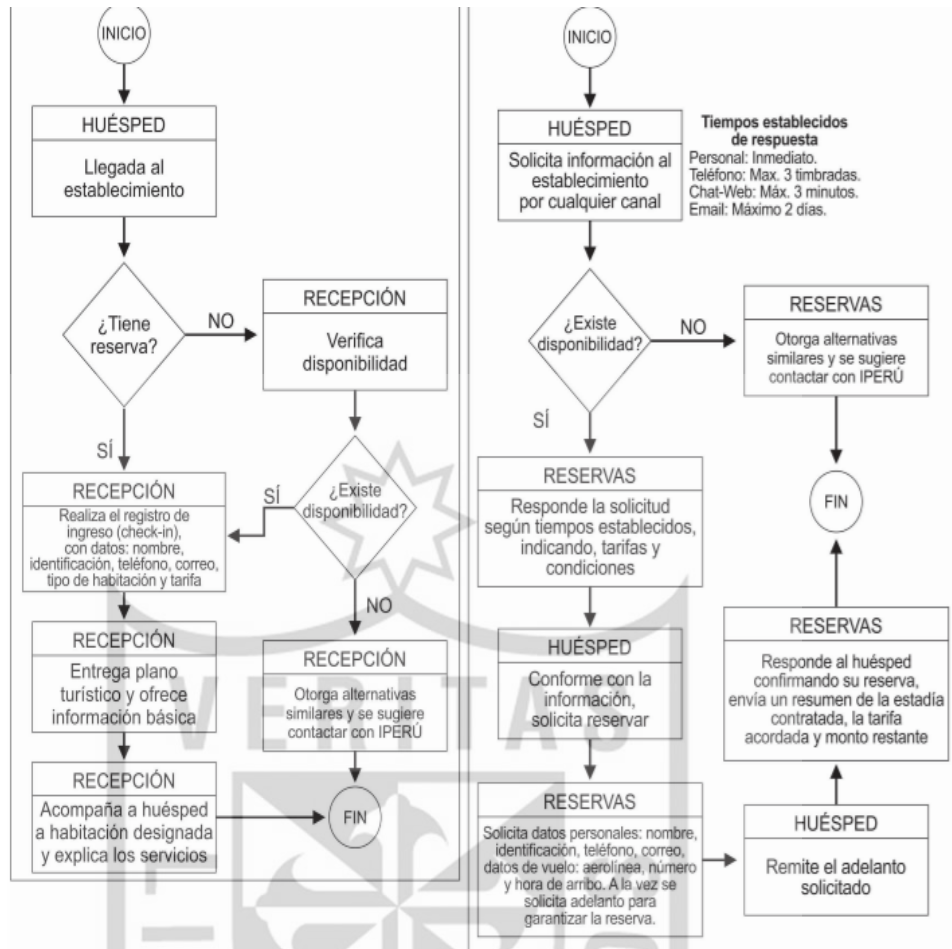 INICIO
HUÉSPED
Llegada al
establecimiento
¿Tiene
reserva?
NO
RECEPCIÓN
Verifica
disponibilidad
SÍ
RECEPCIÓN
Realiza el registro de
ingreso (check-in),
con datos: nombre,
identificación, teléfono, correo,
tipo de habitación y tarifa
SÍ
¿Existe
disponibilidad?
NO
RECEPCIÓN
Entrega plano
turístico y ofrece
información básica
RECEPCIÓN
Otorga alternativas
similares y se sugiere
contactar con IPERÚ
RECEPCIÓN
Acompaña a huésped
a habitación designada
y explica los servicios
FIN
INICIO
HUÉSPED
Solicita información al
establecimiento
por cualquier canal
Tiempos establecidos
de respuesta
Personal: Inmediato.
Teléfono: Max. 3 timbradas.
Chat-Web: Máx. 3 minutos.
Email: Máximo 2 días.
¿Existe
disponibilidad?
NO
RESERVAS
Otorga alternativas
similares y se sugiere
contactar con IPERÚ
SÍ
RESERVAS
Responde la solicitud
según tiempos establecidos,
indicando, tarifas y
condiciones
FIN
HUÉSPED
Conforme con la
información,
solicita reservar
RESERVAS
Responde al huésped
confirmando su reserva,
envía un resumen de la estadía
contratada, la tarifa
acordada y monto restante
RESERVAS
Solicita datos personales: nombre,
identificación, teléfono, correo,
datos de vuelo: aerolínea, número
y hora de arribo. A la vez se
solicita adelanto para
garantizar la reserva.
HUÉSPED
Remite el adelanto
solicitado
VERITAS